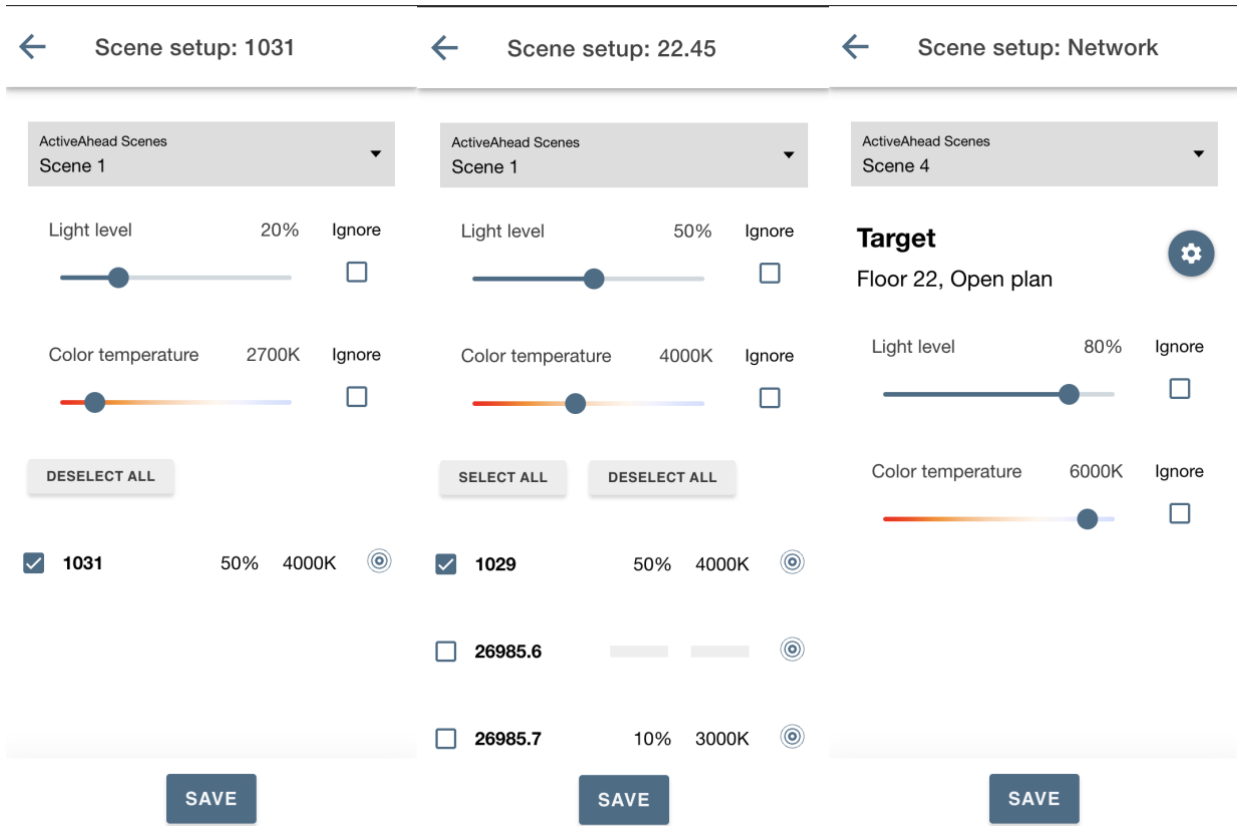 Scene setup: 1031
ActiveAhead Scenes
Scene 1
Light level 20% Ignore
Color temperature 2700K Ignore
DESELECT ALL
1031 50% 4000K
SAVE
Scene setup: 22.45
ActiveAhead Scenes
Scene 1
Light level 50% Ignore
Color temperature 4000K Ignore
SELECT ALL DESELECT ALL
1029 50% 4000K
26985.6
26985.7 10% 3000K
SAVE
Scene setup: Network
ActiveAhead Scenes
Scene 4
Target
Floor 22, Open plan
Light level 80% Ignore
Color temperature 6000K Ignore
SAVE